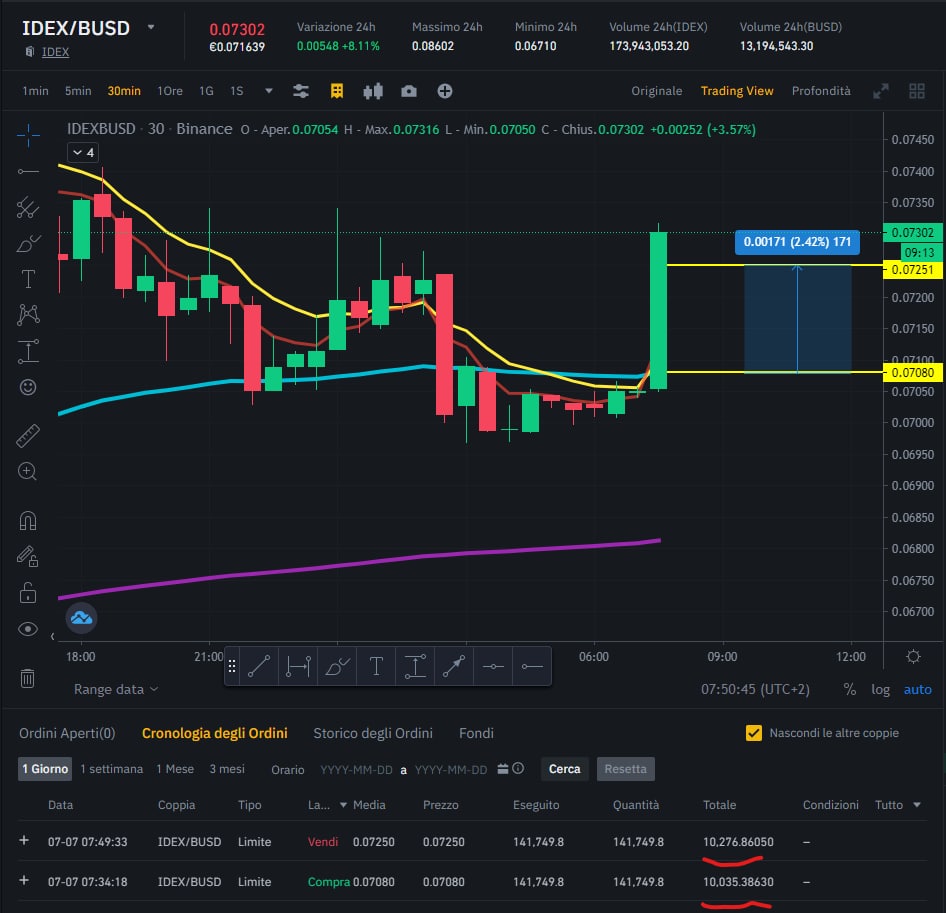 IDEX/BUSD
IDEX
0.07302
€0.071639
Variazione 24h
0.00548 +8.11%
Massimo 24h
0.08602
Minimo 24h
0.06710
Volume 24h(IDEX)
173,943,053.20
Volume 24h(BUSD)
13,194,543.30
1min 5min 30min 1Ore 1G 1S
Originale Trading View Profondità
IDEXBUSD · 30 · Binance O - Aper.0.07054 H - Max.0.07316 L - Min.0.07050 C - Chius.0.07302 +0.00252 (+3.57%)
4
0.07450
0.07400
0.07350
0.07302
09:13
0.07251
0.07200
0.07150
0.07100
0.07080
0.07050
0.07000
0.06950
0.06900
0.06850
0.06800
0.06750
0.06700
0.00171 (2.42%) 171
18:00 21:00 06:00 09:00 12:00
Range data 07:50:45 (UTC+2) % log auto
Ordini Aperti(0) Cronologia degli Ordini Storico degli Ordini Fondi Nascondi le altre coppie
1 Giorno 1 settimana 1 Mese 3 mesi Orario YYYY-MM-DD a YYYY-MM-DD Cerca Resetta
Data Coppia Tipo La... Media Prezzo Eseguito Quantità Totale Condizioni Tutto
07-07 07:49:33 IDEX/BUSD Limite Vendi 0.07250 0.07250 141,749.8 141,749.8 10,276.86050 –
07-07 07:34:18 IDEX/BUSD Limite Compra 0.07080 0.07080 141,749.8 141,749.8 10,035.38630 –